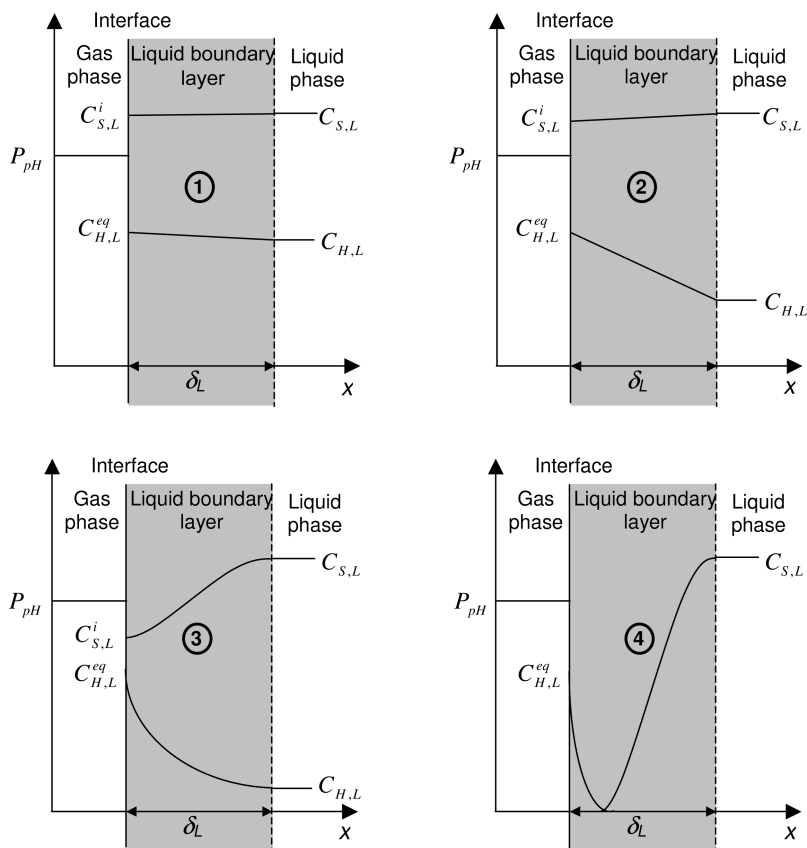 Interface
Gas phase
Liquid boundary layer
Liquid phase
C^i_{S,L}
C_{S,L}
P_{pH}
1
C^{eq}_{H,L}
C_{H,L}
δ_L
x
Interface
Gas phase
Liquid boundary layer
Liquid phase
C^i_{S,L}
C_{S,L}
P_{pH}
2
C^{eq}_{H,L}
C_{H,L}
δ_L
x
Interface
Gas phase
Liquid boundary layer
Liquid phase
C_{S,L}
P_{pH}
C^i_{S,L}
3
C^{eq}_{H,L}
C_{H,L}
δ_L
x
Interface
Gas phase
Liquid boundary layer
Liquid phase
C_{S,L}
P_{pH}
4
C^{eq}_{H,L}
δ_L
x